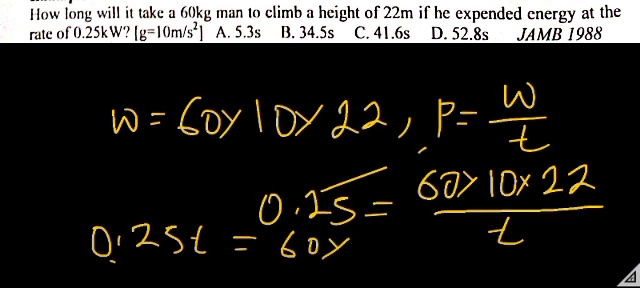 How long will it take a 60kg man to climb a height of 22m if he expended energy at the
rate of 0.25kW? [g=10m/s²] A. 5.3s B. 34.5s C. 41.6s D. 52.8s JAMB 1988
W = 60 x 10 x 22, P = W/t
0.25 = 60 x 10 x 22/t
0.25t = 60x